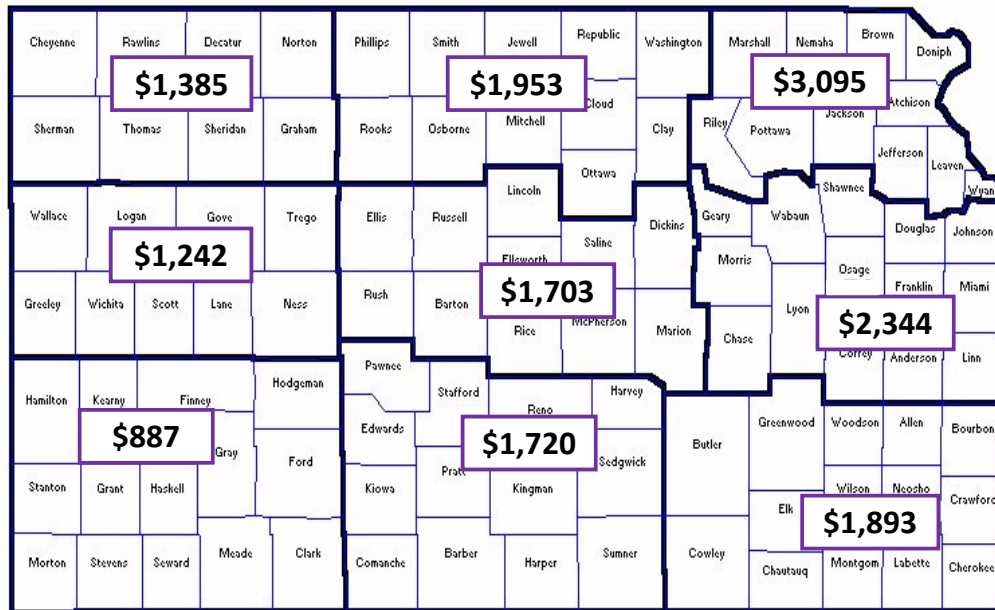 Cheyenne Rawlins Decatur Norton Phillips Smith Jewell Republic Washington Marshall Nemaha Brown Doniph
$1,385 $1,953 $3,095
Cloud Atchison
Sherman Thomas Sheridan Graham Rooks Osborne Mitchell Clay Riley Pottawa Jackson
Jefferson Leaven
Ottawa Wyan
Lincoln Shawnee
Wallace Logan Gove Trego Ellis Russell Dickins Geary Wabaun Douglas Johnson
Saline
$1,242 Ellsworth Morris Osage
Greeley Wichita Scott Lane Ness Rush Barton $1,703 Lyon Franklin Miami
Rice McPherson Marion Chase $2,344
Coffey Anderson Linn
Hamilton Kearny Finney Hodgeman Pawnee Stafford Reno Harvey
$887 Gray Edwards $1,720 Butler Greenwood Woodson Allen Bourbon
Ford Pratt Sedgwick
Stanton Grant Haskell Kiowa Kingman Elk Wilson Neosho Crawford
$1,893
Morton Stevens Seward Meade Clark Comanche Barber Harper Sumner Cowley Chautauq Montgom Labette Cherokee